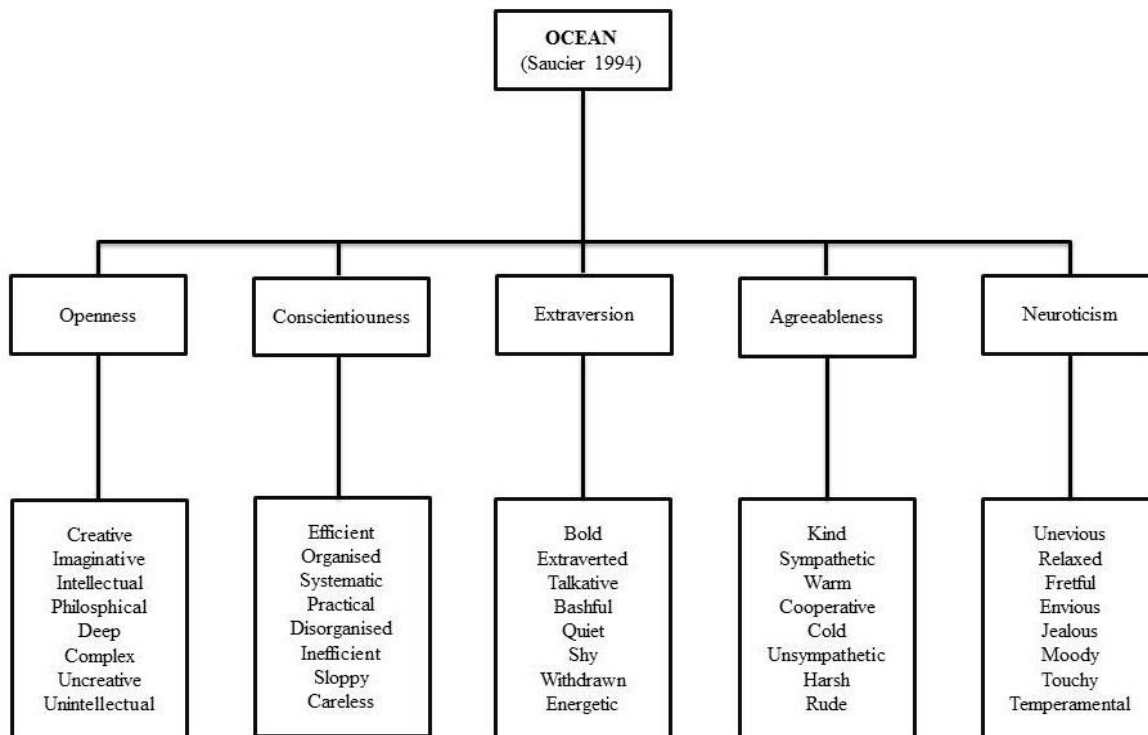 OCEAN
(Saucier 1994)
Openness
Conscientiouness
Extraversion
Agreeableness
Neuroticism
Creative
Imaginative
Intellectual
Philosphical
Deep
Complex
Uncreative
Unintellectual
Efficient
Organised
Systematic
Practical
Disorganised
Inefficient
Sloppy
Careless
Bold
Extraverted
Talkative
Bashful
Quiet
Shy
Withdrawn
Energetic
Kind
Sympathetic
Warm
Cooperative
Cold
Unsympathetic
Harsh
Rude
Unevious
Relaxed
Fretful
Envious
Jealous
Moody
Touchy
Temperamental